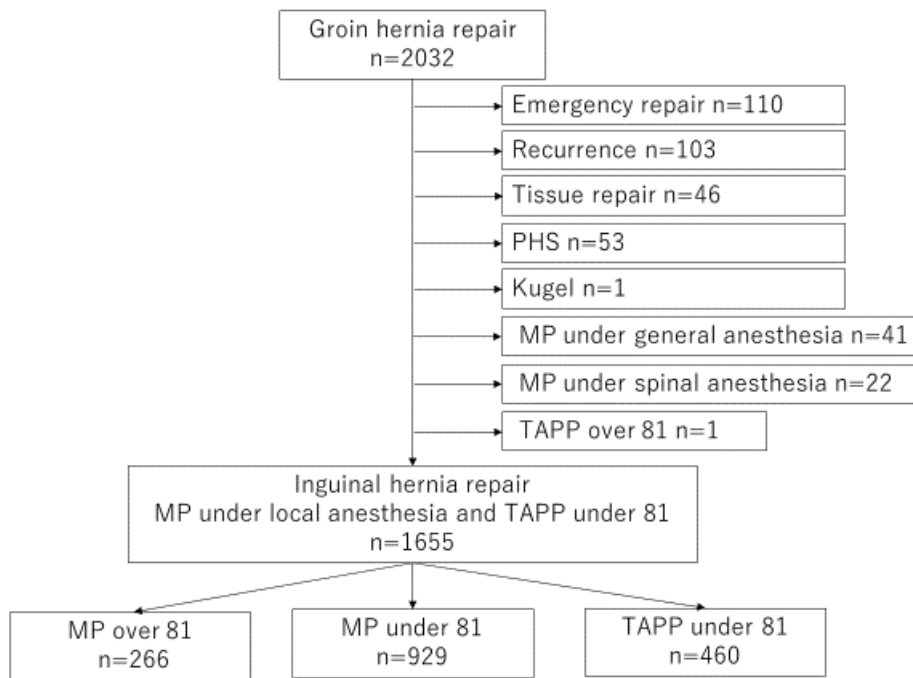 Groin hernia repair
n=2032
Emergency repair n=110
Recurrence n=103
Tissue repair n=46
PHS n=53
Kugel n=1
MP under general anesthesia n=41
MP under spinal anesthesia n=22
TAPP over 81 n=1
Inguinal hernia repair
MP under local anesthesia and TAPP under 81
n=1655
MP over 81
n=266
MP under 81
n=929
TAPP under 81
n=460